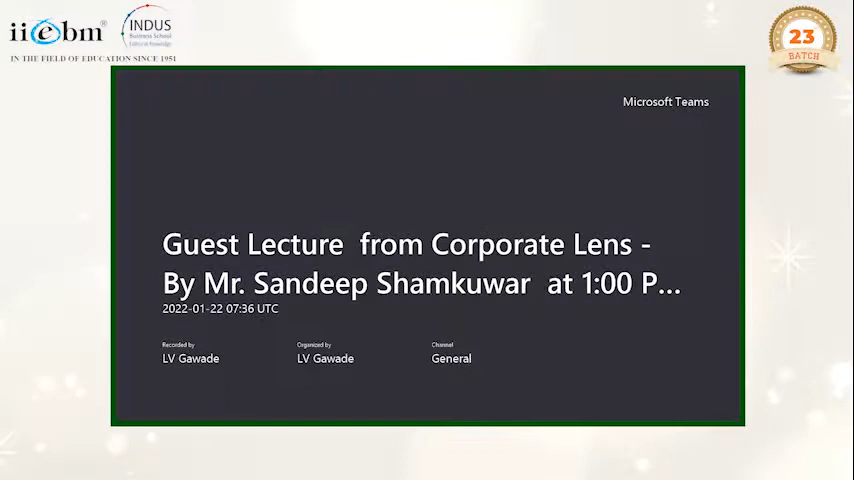 iiebm®
INDUS
Business School
IN THE FIELD OF EDUCATION SINCE 1951
23
BATCH
Microsoft Teams
Guest Lecture from Corporate Lens -
By Mr. Sandeep Shamkuwar at 1:00 P...
2022-01-22 07:36 UTC
Recorded by
Organized by
Channel
LV Gawade
LV Gawade
General